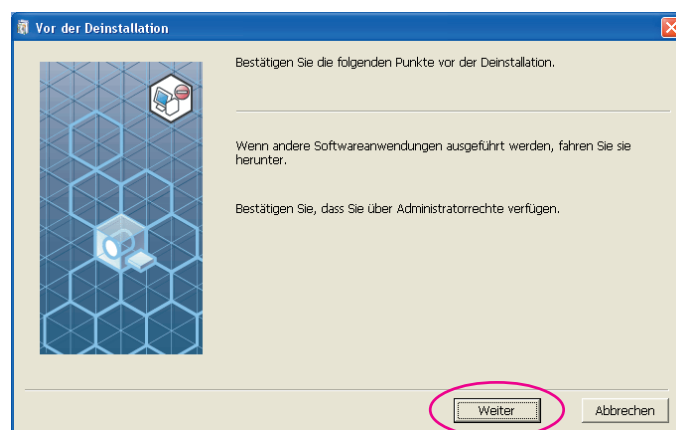 Vor der Deinstallation
Bestätigen Sie die folgenden Punkte vor der Deinstallation.
Wenn andere Softwareanwendungen ausgeführt werden, fahren Sie sie
herunter.
Bestätigen Sie, dass Sie über Administratorrechte verfügen.
Weiter
Abbrechen